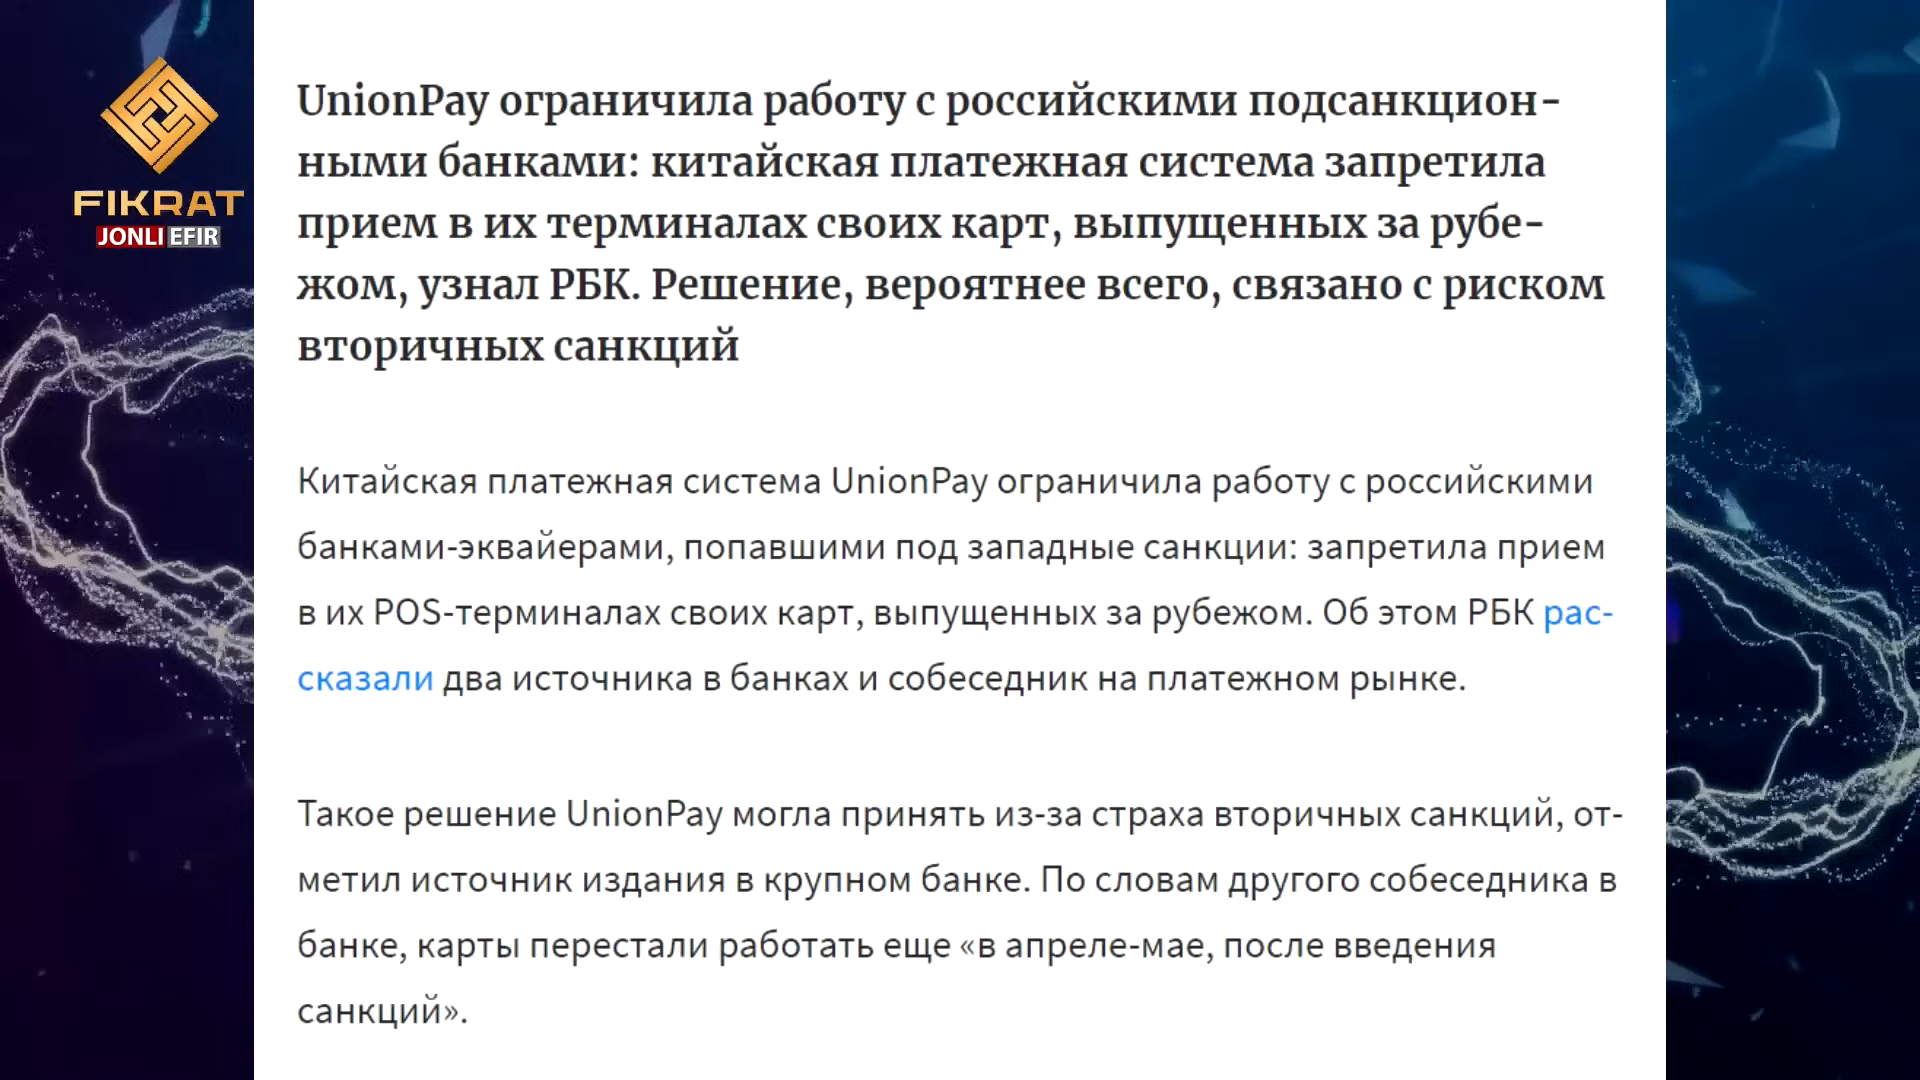 FIKRAT
JONLI EFIR
UnionPay ограничила работу с российскими подсанкцион-
ными банками: китайская платежная система запретила
прием в их терминалах своих карт, выпущенных за рубе-
жом, узнал РБК. Решение, вероятнее всего, связано с риском
вторичных санкций
Китайская платежная система UnionPay ограничила работу с российскими
банками-эквайерами, попавшими под западные санкции: запретила прием
в их POS-терминалах своих карт, выпущенных за рубежом. Об этом РБК рас-
сказали два источника в банках и собеседник на платежном рынке.
Такое решение UnionPay могла принять из-за страха вторичных санкций, от-
метил источник издания в крупном банке. По словам другого собеседника в
банке, карты перестали работать еще «в апреле-мае, после введения
санкций».